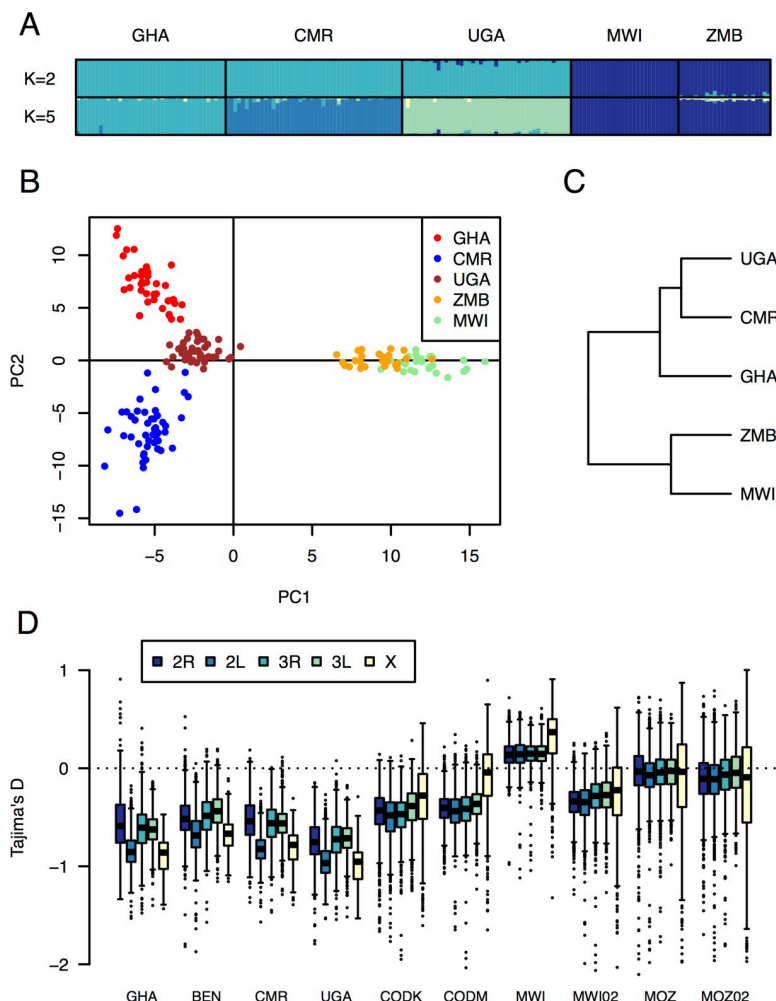 A
GHA CMR UGA MWI ZMB
K=2
K=5
B
C
10
5
0
−5
−10
−15
PC2
−5 0 5 10 15
PC1
GHA
CMR
UGA
ZMB
MWI
UGA
CMR
GHA
ZMB
MWI
D
2R 2L 3R 3L X
1
0
−1
−2
Tajima's D
GHA BEN CMR UGA CODK CODM MWI MWI02 MOZ MOZ02